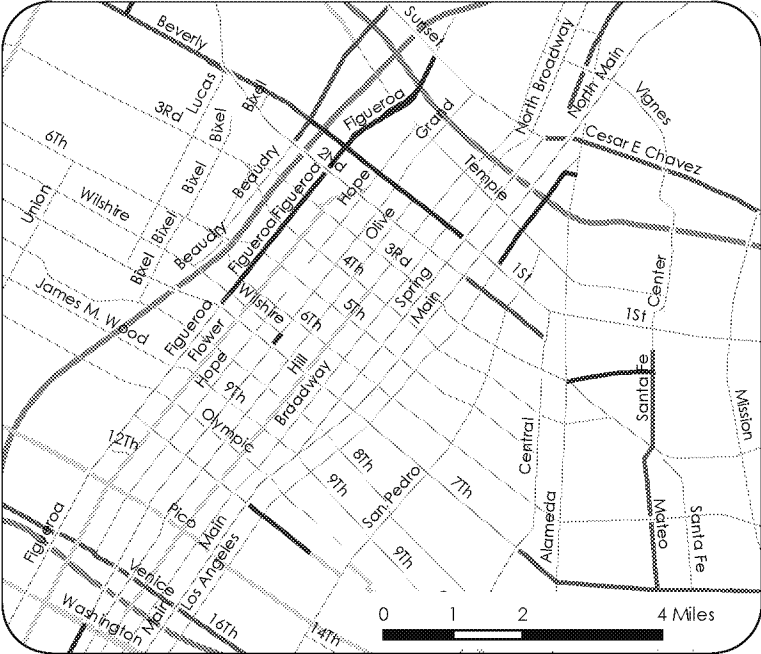 Sunset
Beverly
North Broadway
North Main
Lucas
Bixel
Vignes
3Rd
Bixel
Figueroa
Grand
Cesar E Chavez
6Th
Bixel
Beaudry
2Nd
Temple
Union
Wilshire
Figueroa
Hope
Bixel
Beaudry
Figueroa
Olive
Bixel
3Rd
4Th
1St
Spring
Center
James M. Wood
Wilshire
5Th
Main
1St
Figueroa
Flower
6Th
Hope
Hill
Santa Fe
9Th
Broadway
Mission
Olympic
12Th
8Th
Central
9Th
San Pedro
7Th
Figueroa
Pico
Main
Alameda
Mateo
Santa Fe
Los Angeles
9Th
Venice
Washington
Main
16Th
14Th
0 1 2 4 Miles